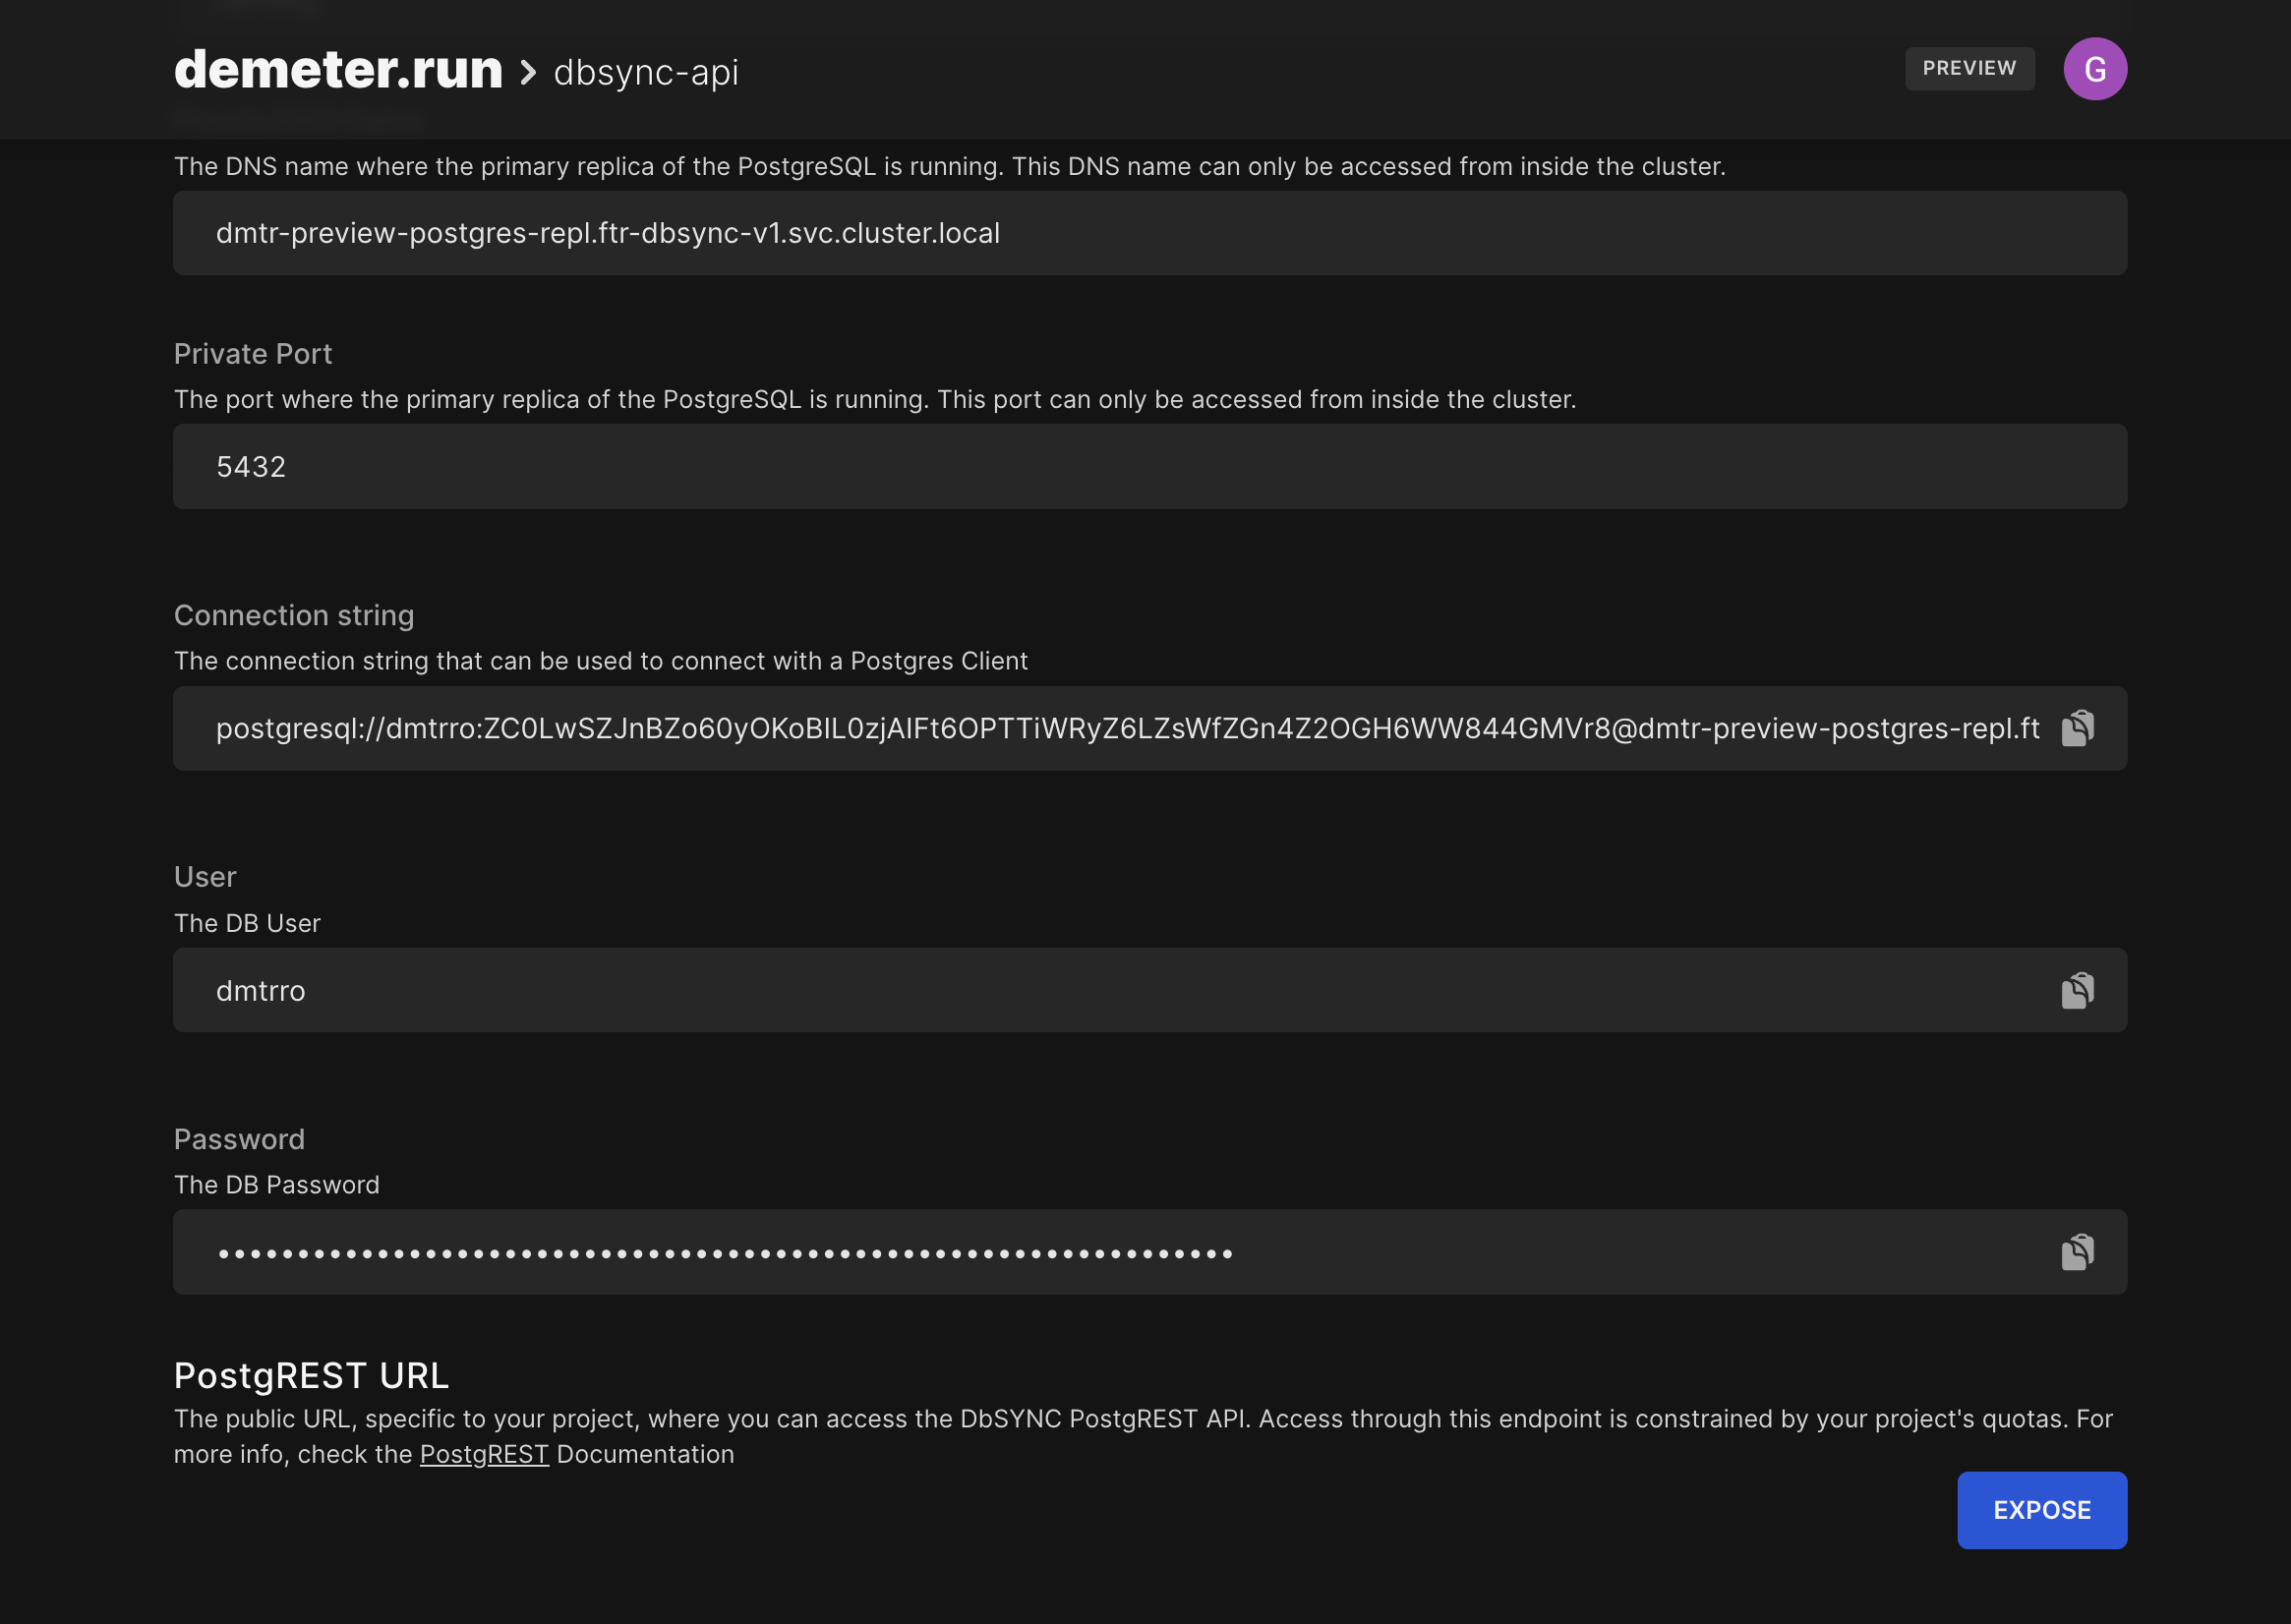 demeter.run > dbsync-api
PREVIEW
G
The DNS name where the primary replica of the PostgreSQL is running. This DNS name can only be accessed from inside the cluster.
dmtr-preview-postgres-repl.ftr-dbsync-v1.svc.cluster.local
Private Port
The port where the primary replica of the PostgreSQL is running. This port can only be accessed from inside the cluster.
5432
Connection string
The connection string that can be used to connect with a Postgres Client
postgresql://dmtrro:ZC0LwSZJnBZo60yOKoBIL0zjAIFt6OPTTiWRyZ6LZsWfZGn4Z2OGH6WW844GMVr8@dmtr-preview-postgres-repl.ft
User
The DB User
dmtrro
Password
The DB Password
••••••••••••••••••••••••••••••••••••••••••••••••••••••••••••••••
PostgREST URL
The public URL, specific to your project, where you can access the DbSYNC PostgREST API. Access through this endpoint is constrained by your project's quotas. For
more info, check the PostgREST Documentation
EXPOSE